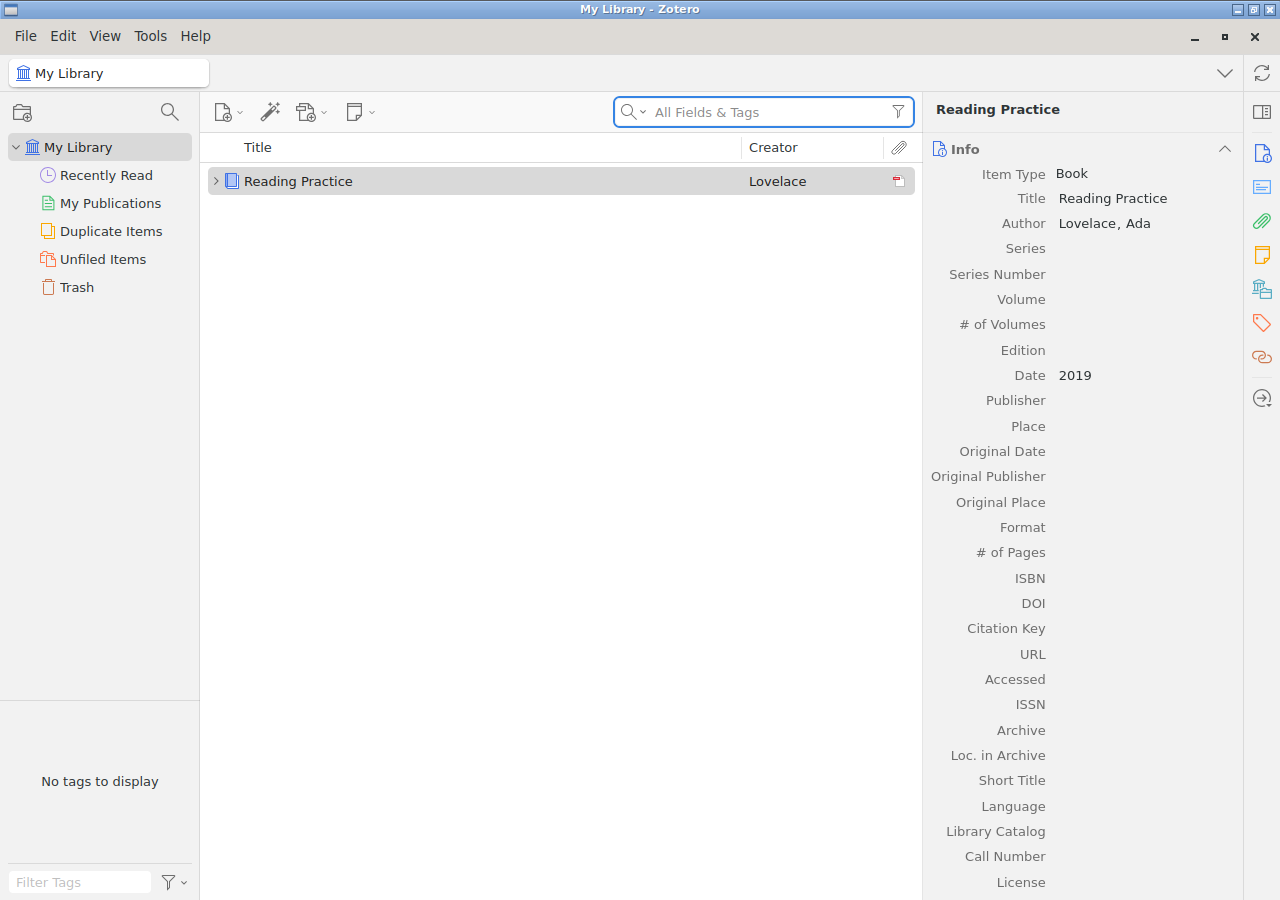 My Library - Zotero
File Edit View Tools Help
My Library
All Fields & Tags
My Library
Recently Read
My Publications
Duplicate Items
Unfiled Items
Trash
No tags to display
Filter Tags
Title Creator
Reading Practice Lovelace
Reading Practice
Info
Item Type Book
Title Reading Practice
Author Lovelace, Ada
Series
Series Number
Volume
# of Volumes
Edition
Date 2019
Publisher
Place
Original Date
Original Publisher
Original Place
Format
# of Pages
ISBN
DOI
Citation Key
URL
Accessed
ISSN
Archive
Loc. in Archive
Short Title
Language
Library Catalog
Call Number
License